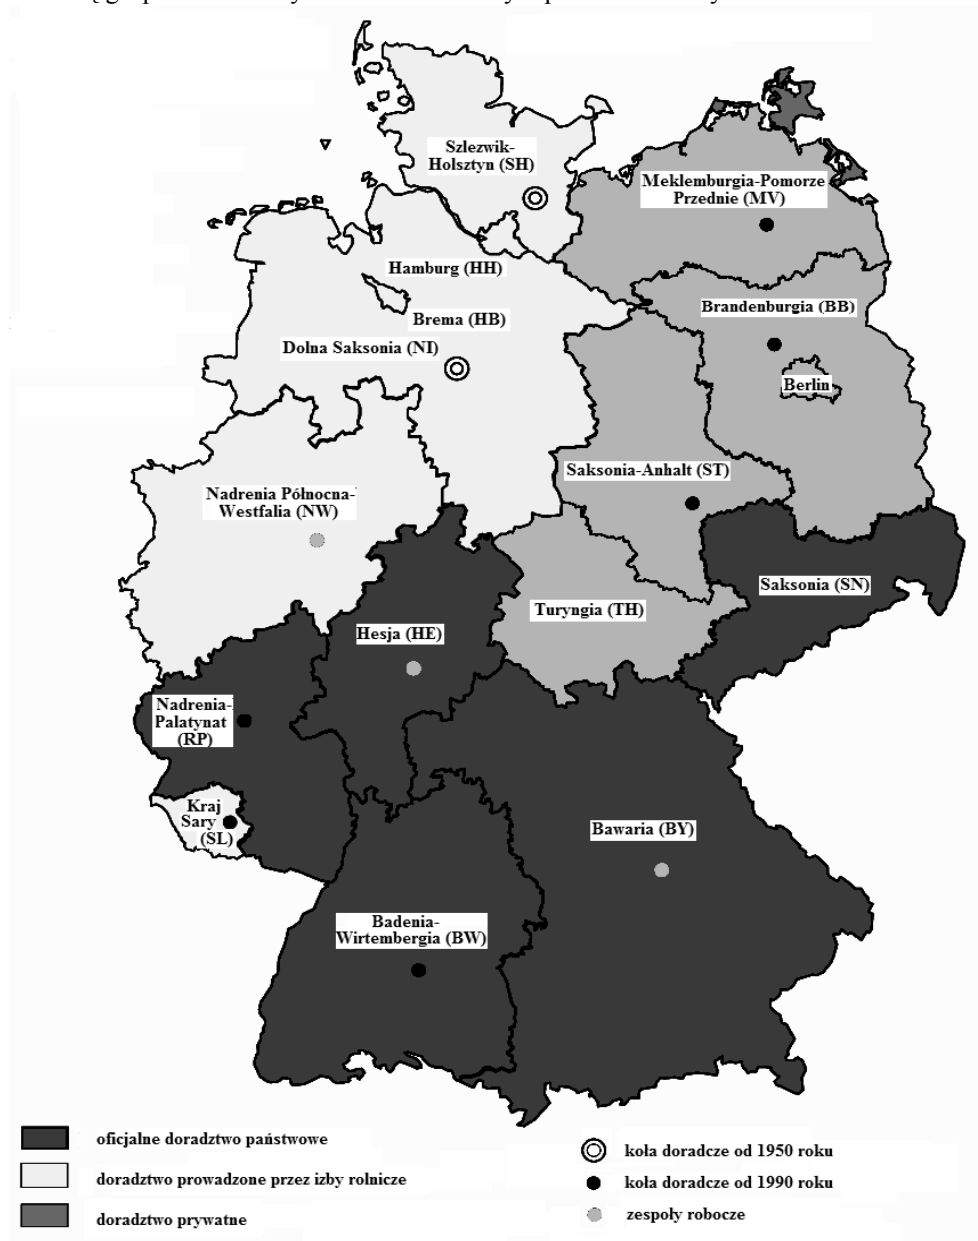 Szlezwik-
Holsztyn (SH)
Meklemburgia-Pomorze
Przednie (MV)
Hamburg (HH)
Brema (HB)
Brandenburgia (BB)
Dolna Saksonia (NI)
Berlin
Saksonia-Anhalt (ST)
Nadrenia Północna-
Westfalia (NW)
Saksonia (SN)
Turyngia (TH)
Hesja (HE)
Nadrenia-
Palatynat
(RP)
Kraj
Sary
(SL)
Bawaria (BY)
Badenia-
Wirtembergia (BW)
oficjalne doradztwo państwowe
doradztwo prowadzone przez izby rolnicze
doradztwo prywatne
koła doradcze od 1950 roku
koła doradcze od 1990 roku
zespoły robocze